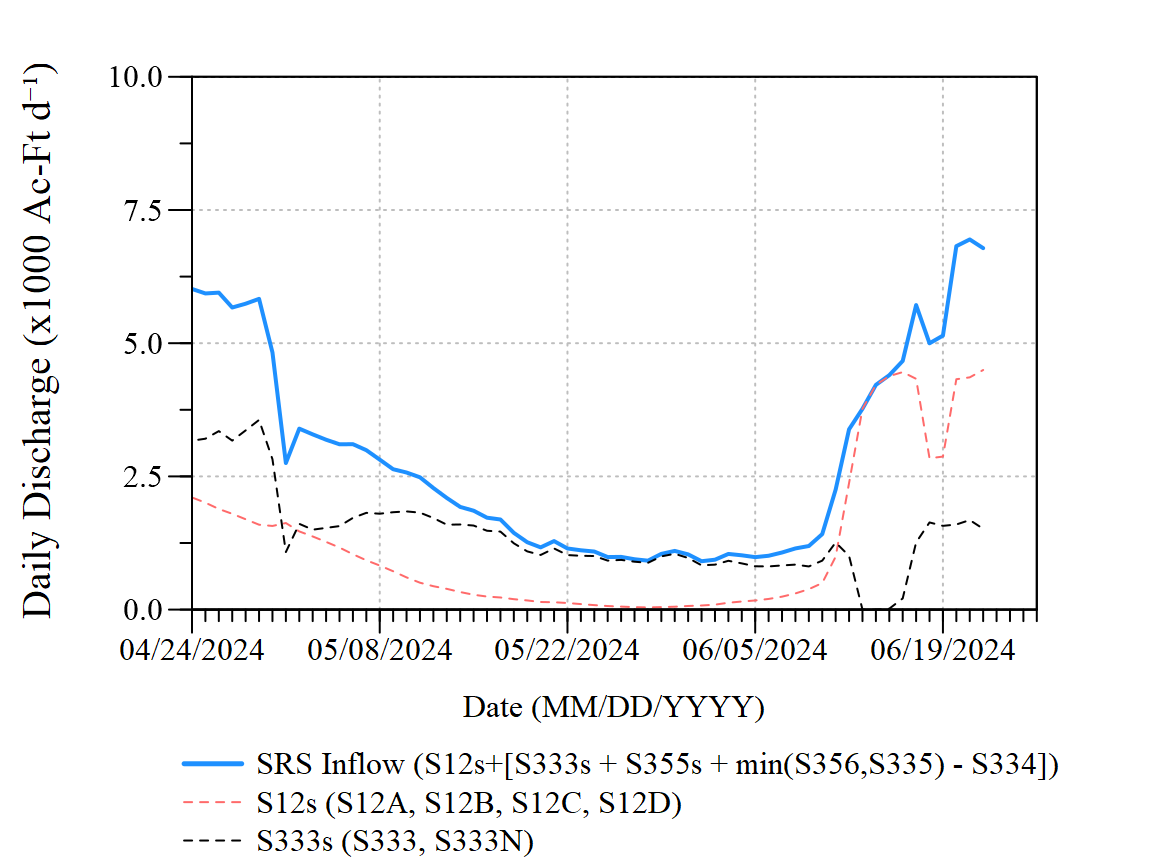 Daily Discharge (x1000 Ac-Ft d⁻¹)
10.0
7.5
5.0
2.5
0.0
04/24/2024 05/08/2024 05/22/2024 06/05/2024 06/19/2024
Date (MM/DD/YYYY)
SRS Inflow (S12s+[S333s + S355s + min(S356,S335) - S334])
S12s (S12A, S12B, S12C, S12D)
S333s (S333, S333N)